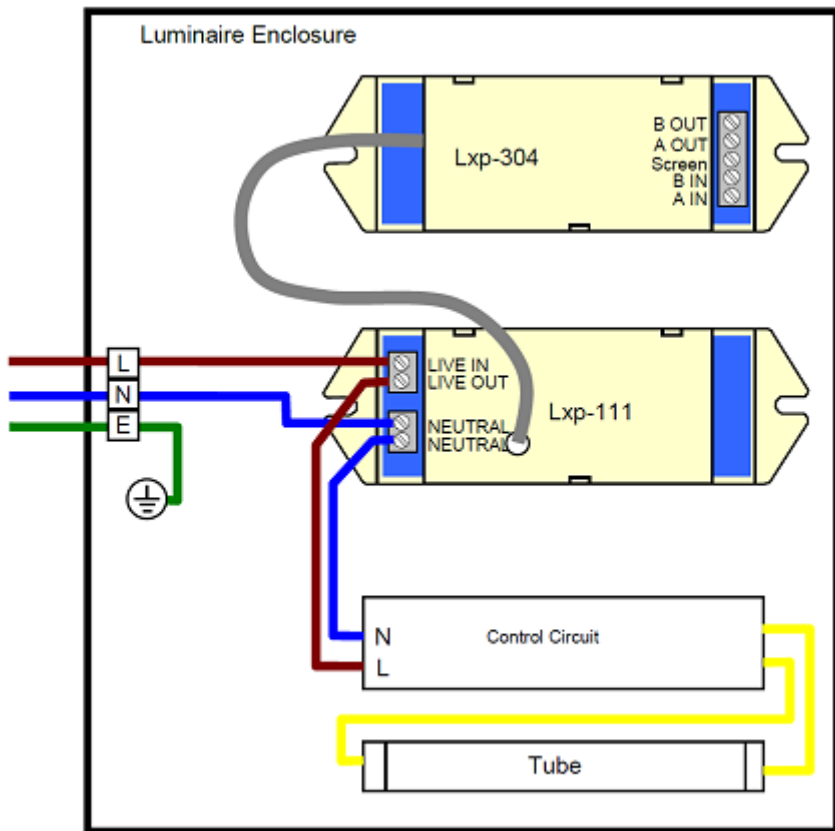 Luminaire Enclosure
Lxp-304
B OUT
A OUT
Screen
B IN
A IN
L
N
E
LIVE IN
LIVE OUT
NEUTRAL
NEUTRAL
Lxp-111
N
L
Control Circuit
Tube